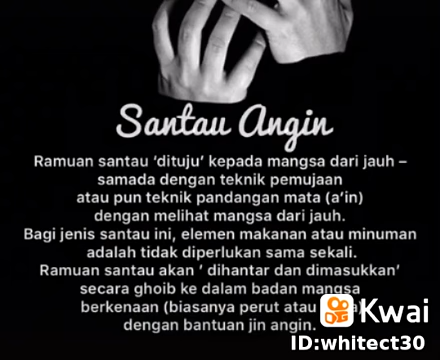 Santau Angin
Ramuan santau ‘dituju’ kepada mangsa dari jauh –
samada dengan teknik pemujaan
atau pun teknik pandangan mata (a’in)
dengan melihat mangsa dari jauh.
Bagi jenis santau ini, elemen makanan atau minuman
adalah tidak diperlukan sama sekali.
Ramuan santau akan ‘ dihantar dan dimasukkan’
secara ghoib ke dalam badan mangsa
berkenaan (biasanya perut atau
dengan bantuan jin angin.
Kwai
ID:whitect30